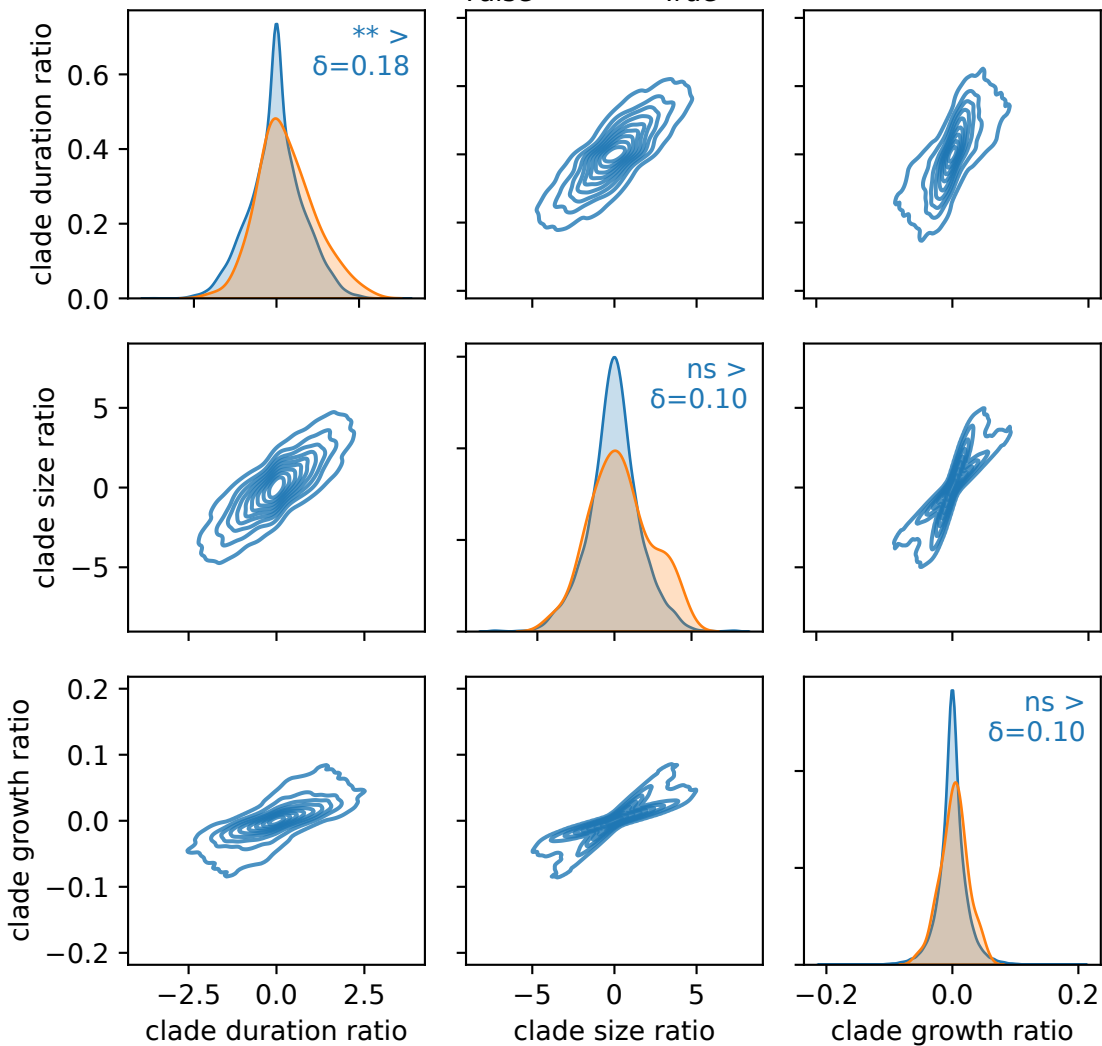 clade duration ratio
0.6
0.4
0.2
0.0
** >
δ=0.18
clade size ratio
5
0
−5
ns >
δ=0.10
clade growth ratio
0.2
0.1
0.0
−0.1
−0.2
ns >
δ=0.10
−2.5 0.0 2.5
clade duration ratio
−5 0 5
clade size ratio
−0.2 0.0 0.2
clade growth ratio